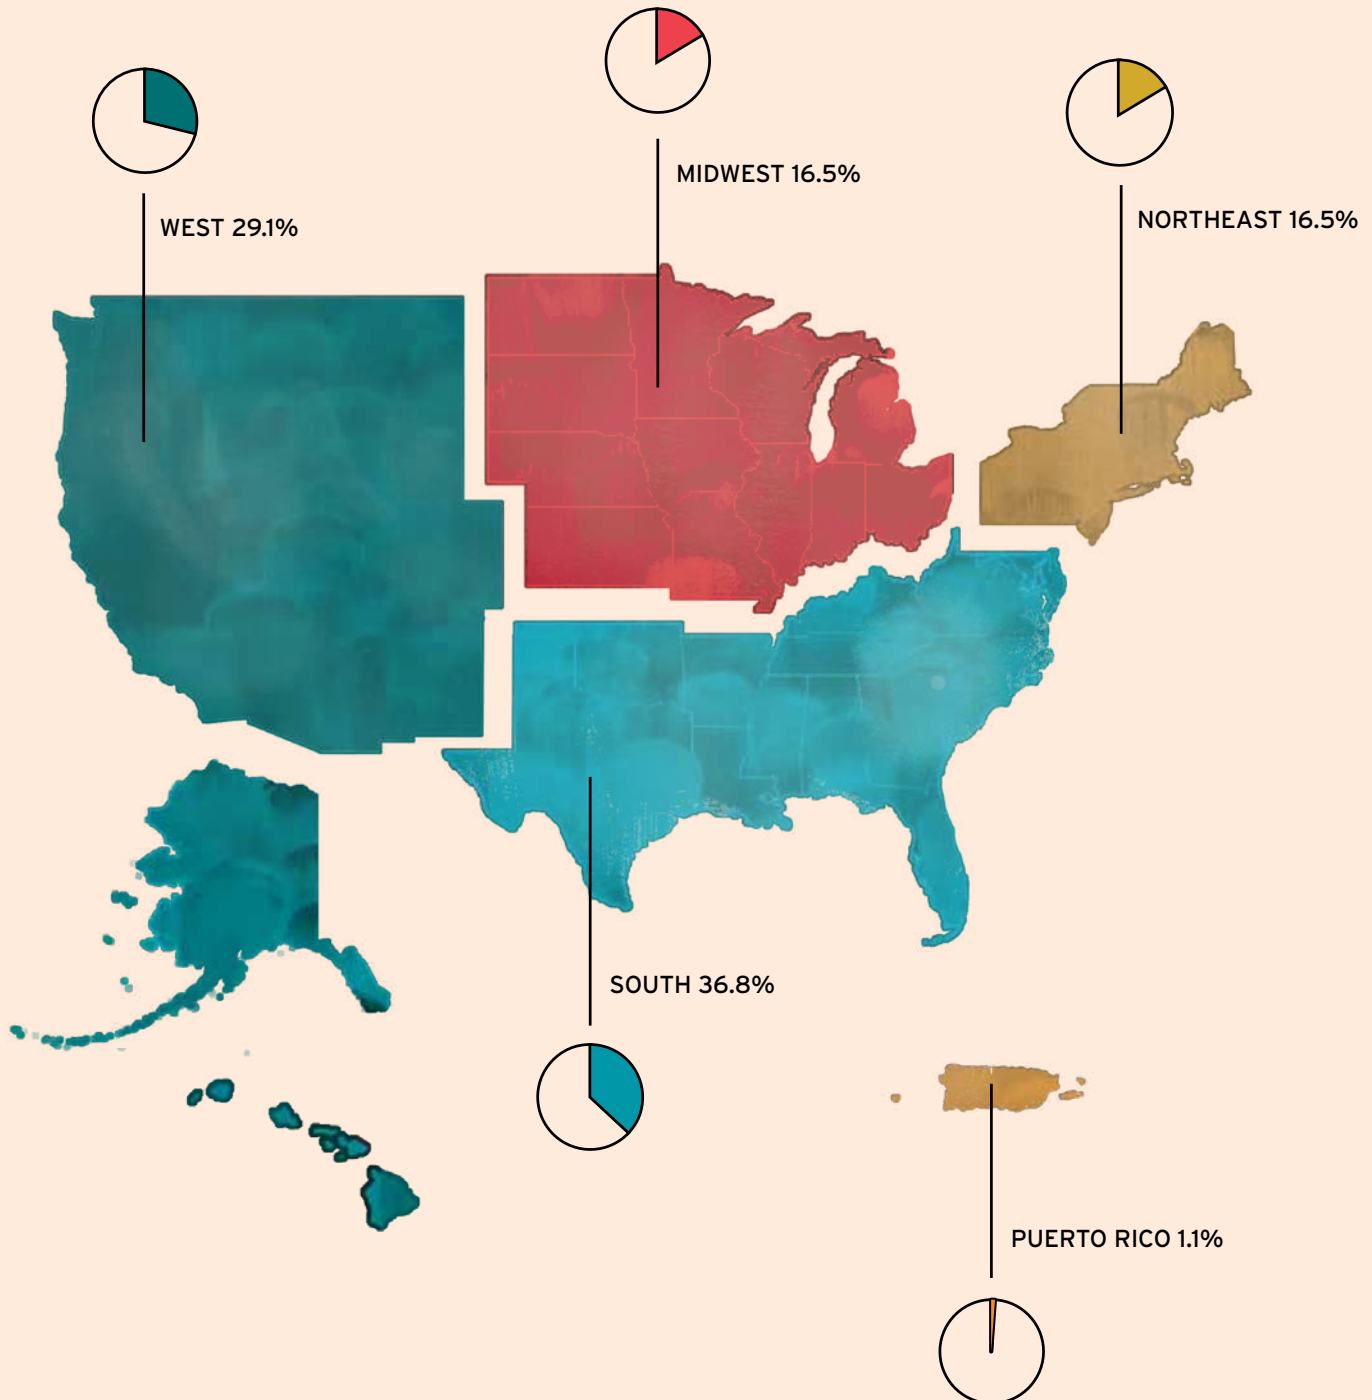 MIDWEST 16.5%
NORTHEAST 16.5%
WEST 29.1%
SOUTH 36.8%
PUERTO RICO 1.1%